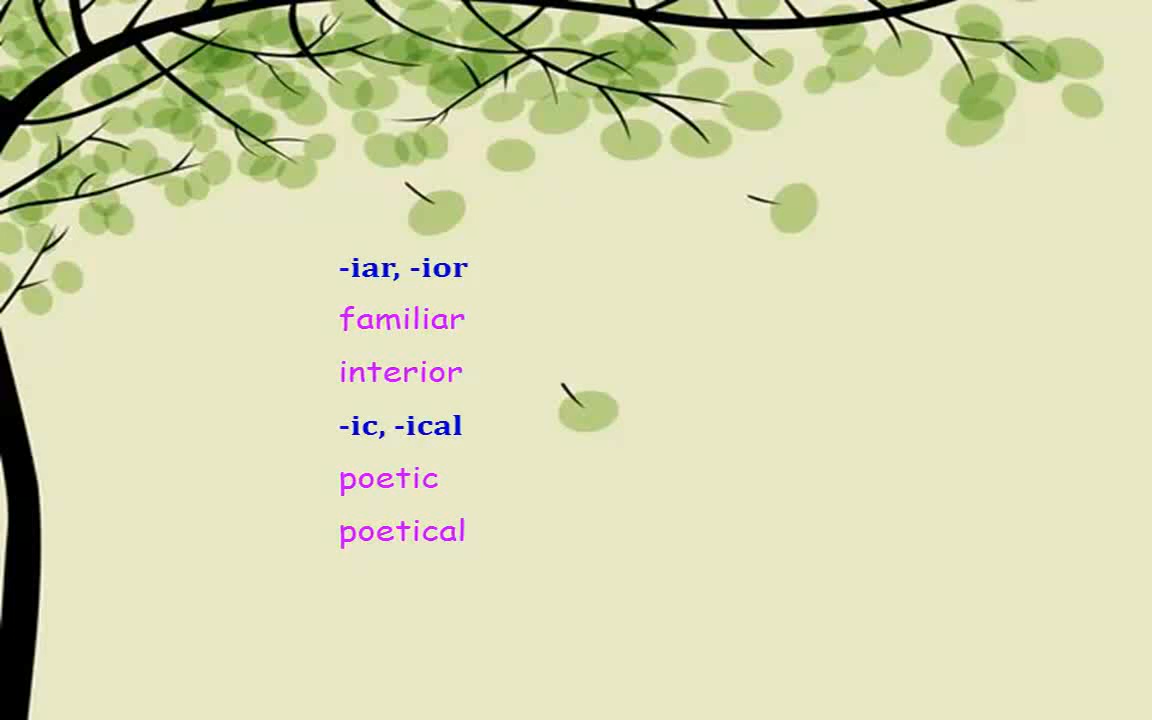 -iar, -ior
familiar
interior
-ic, -ical
poetic
poetical